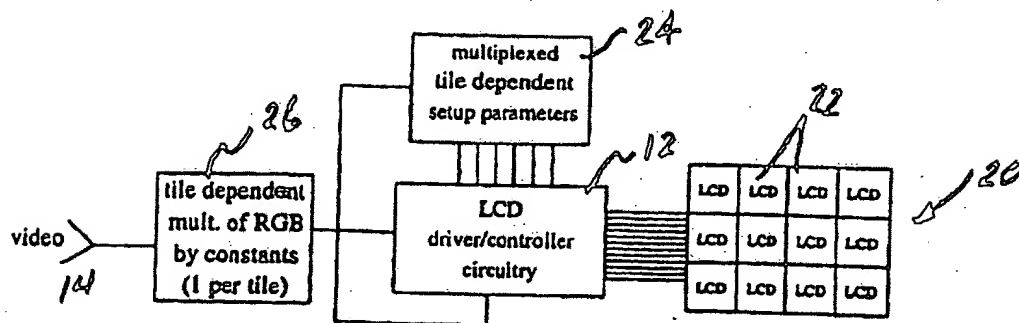 24
multiplexed
tile dependent
setup parameters
26
22
12
20
tile dependent
mult. of RGB
by constants
(1 per tile)
video
14
LCD
driver/controller
circultry
LCD LCD LCD LCD
LCD LCD LCD LCD
LCD LCD LCD LCD